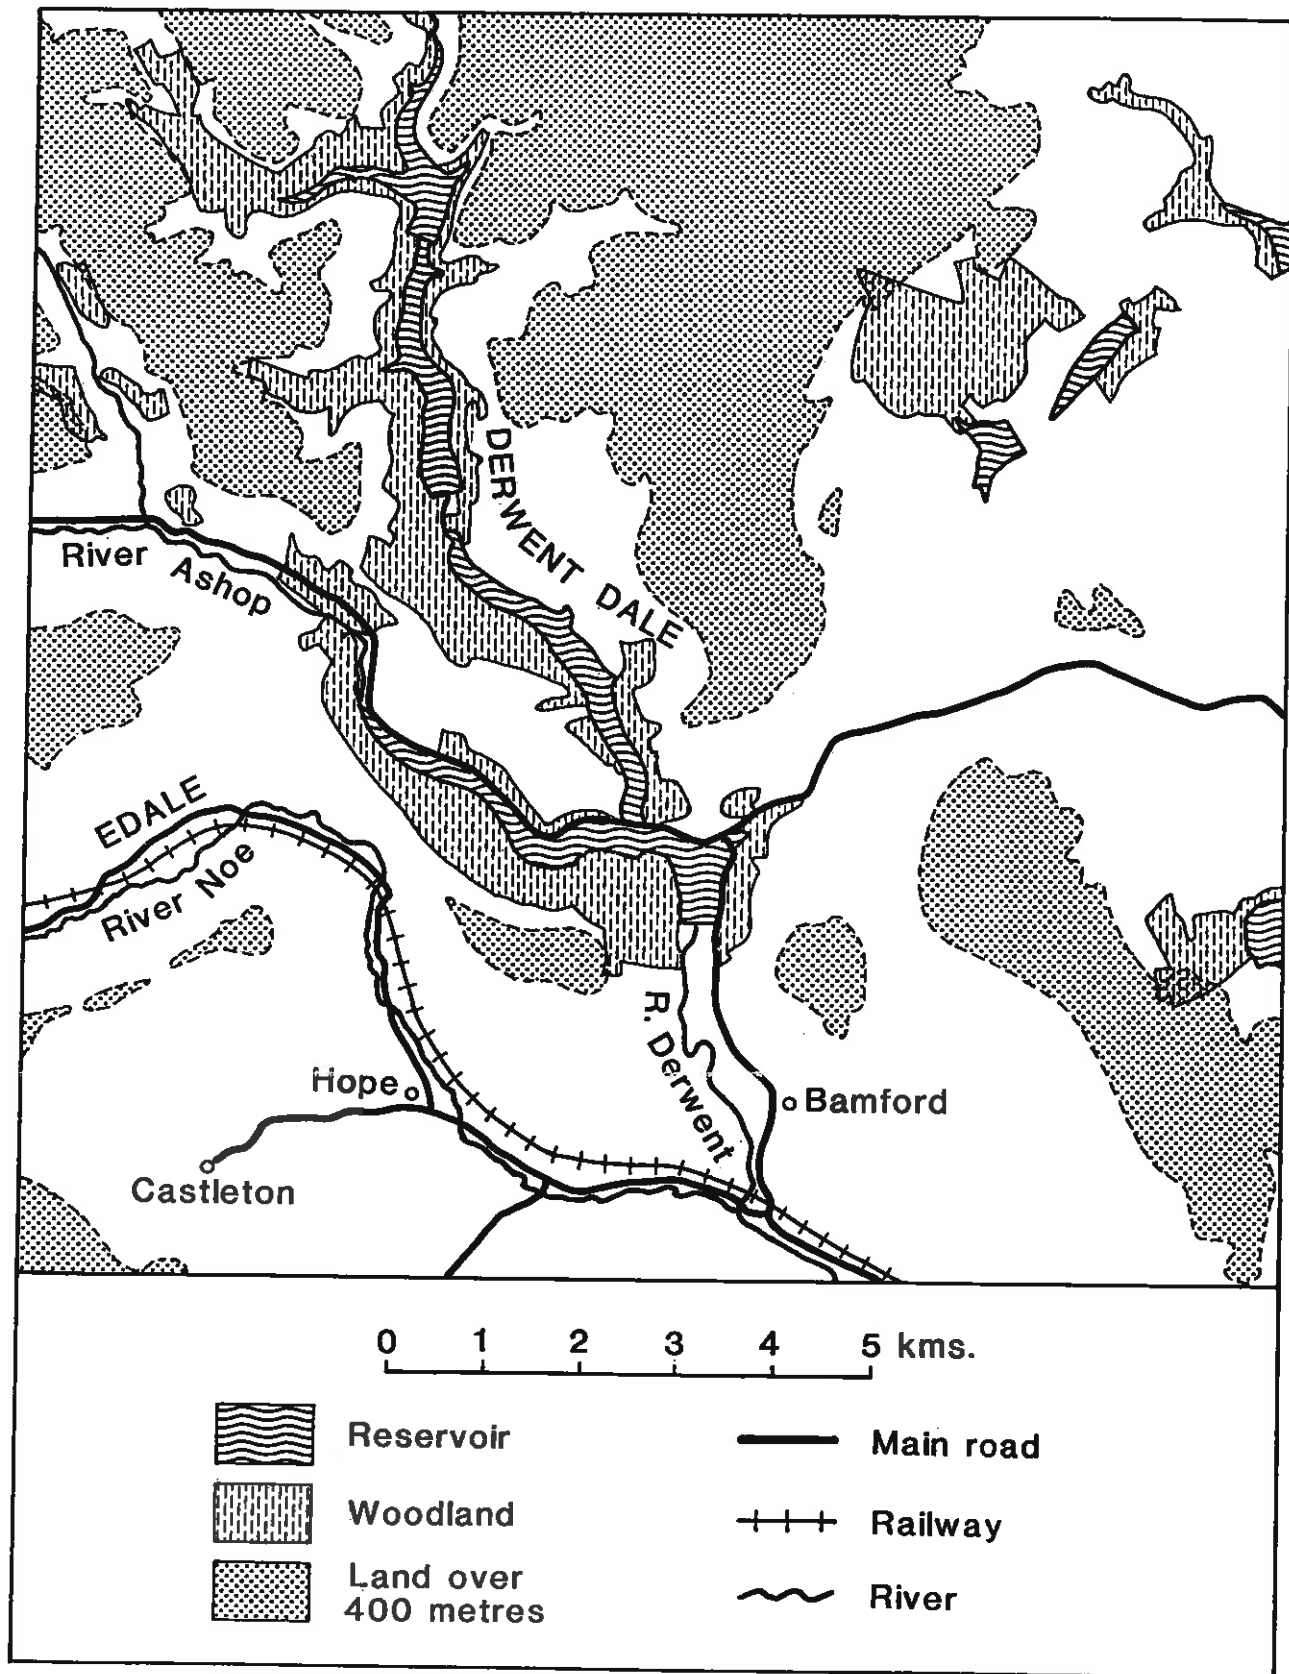 DERWENT DALE
River Ashop
EDALE
River Noe
R. Derwent
Hope
Bamford
Castleton
0 1 2 3 4 5 kms.
Reservoir
Main road
Woodland
Railway
Land over
400 metres
River